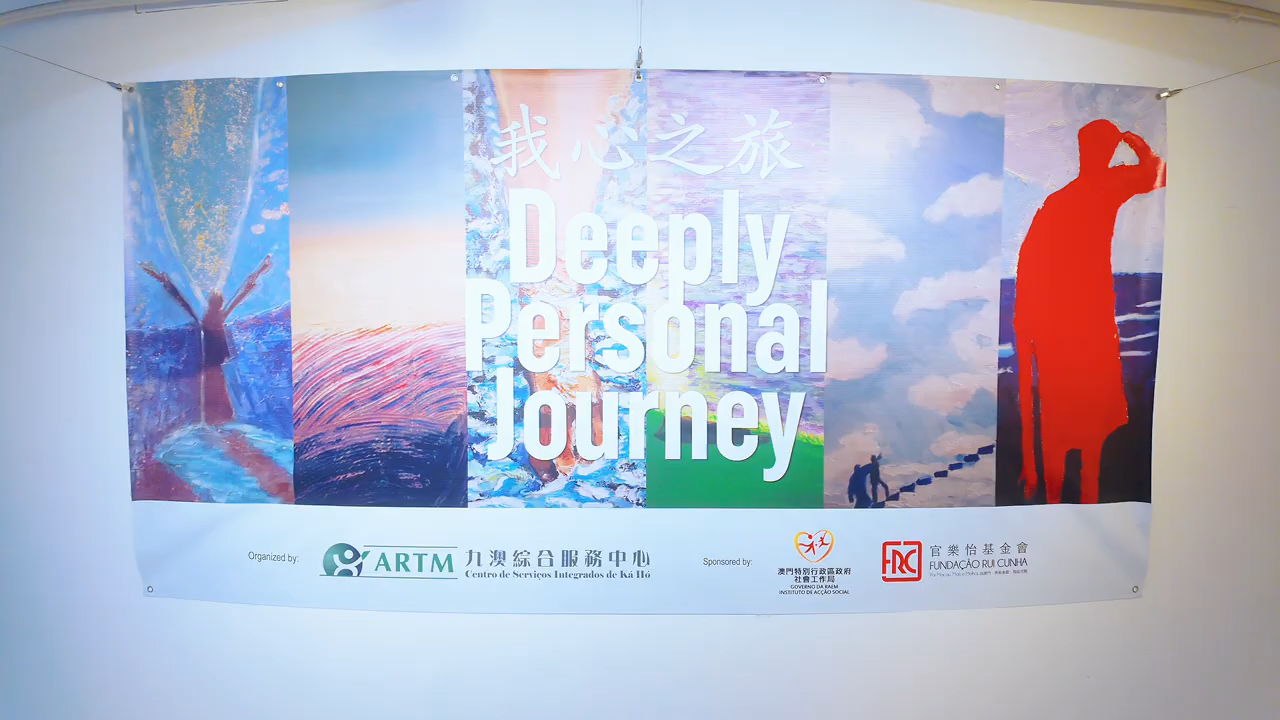 我心之旅
Deeply
Personal
Journey
Organized by:
ARTM
九澳綜合服務中心
Centro de Serviços Integrados de Ká Hó
Sponsored by:
澳門特別行政區政府
社會工作局
GOVERNO DA RAEM
INSTITUTO DE ACÇÃO SOCIAL
FRC
官樂怡基金會
FUNDAÇÃO RUI CUNHA